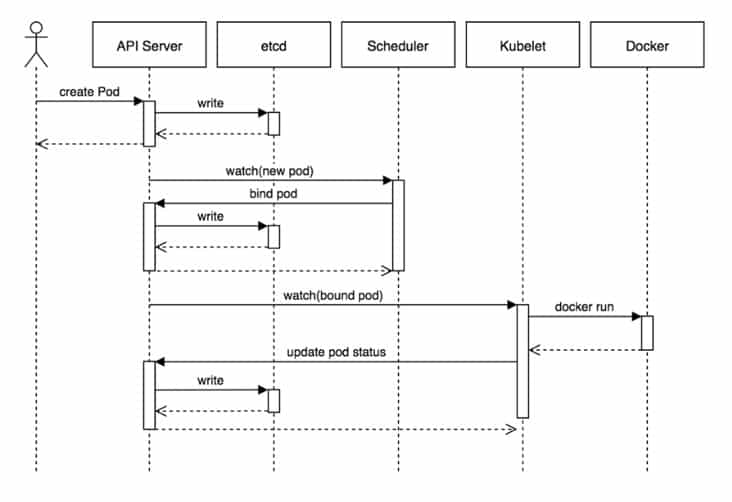 API Server
etcd
Scheduler
Kubelet
Docker
create Pod
write
watch(new pod)
bind pod
write
watch(bound pod)
docker run
update pod status
write